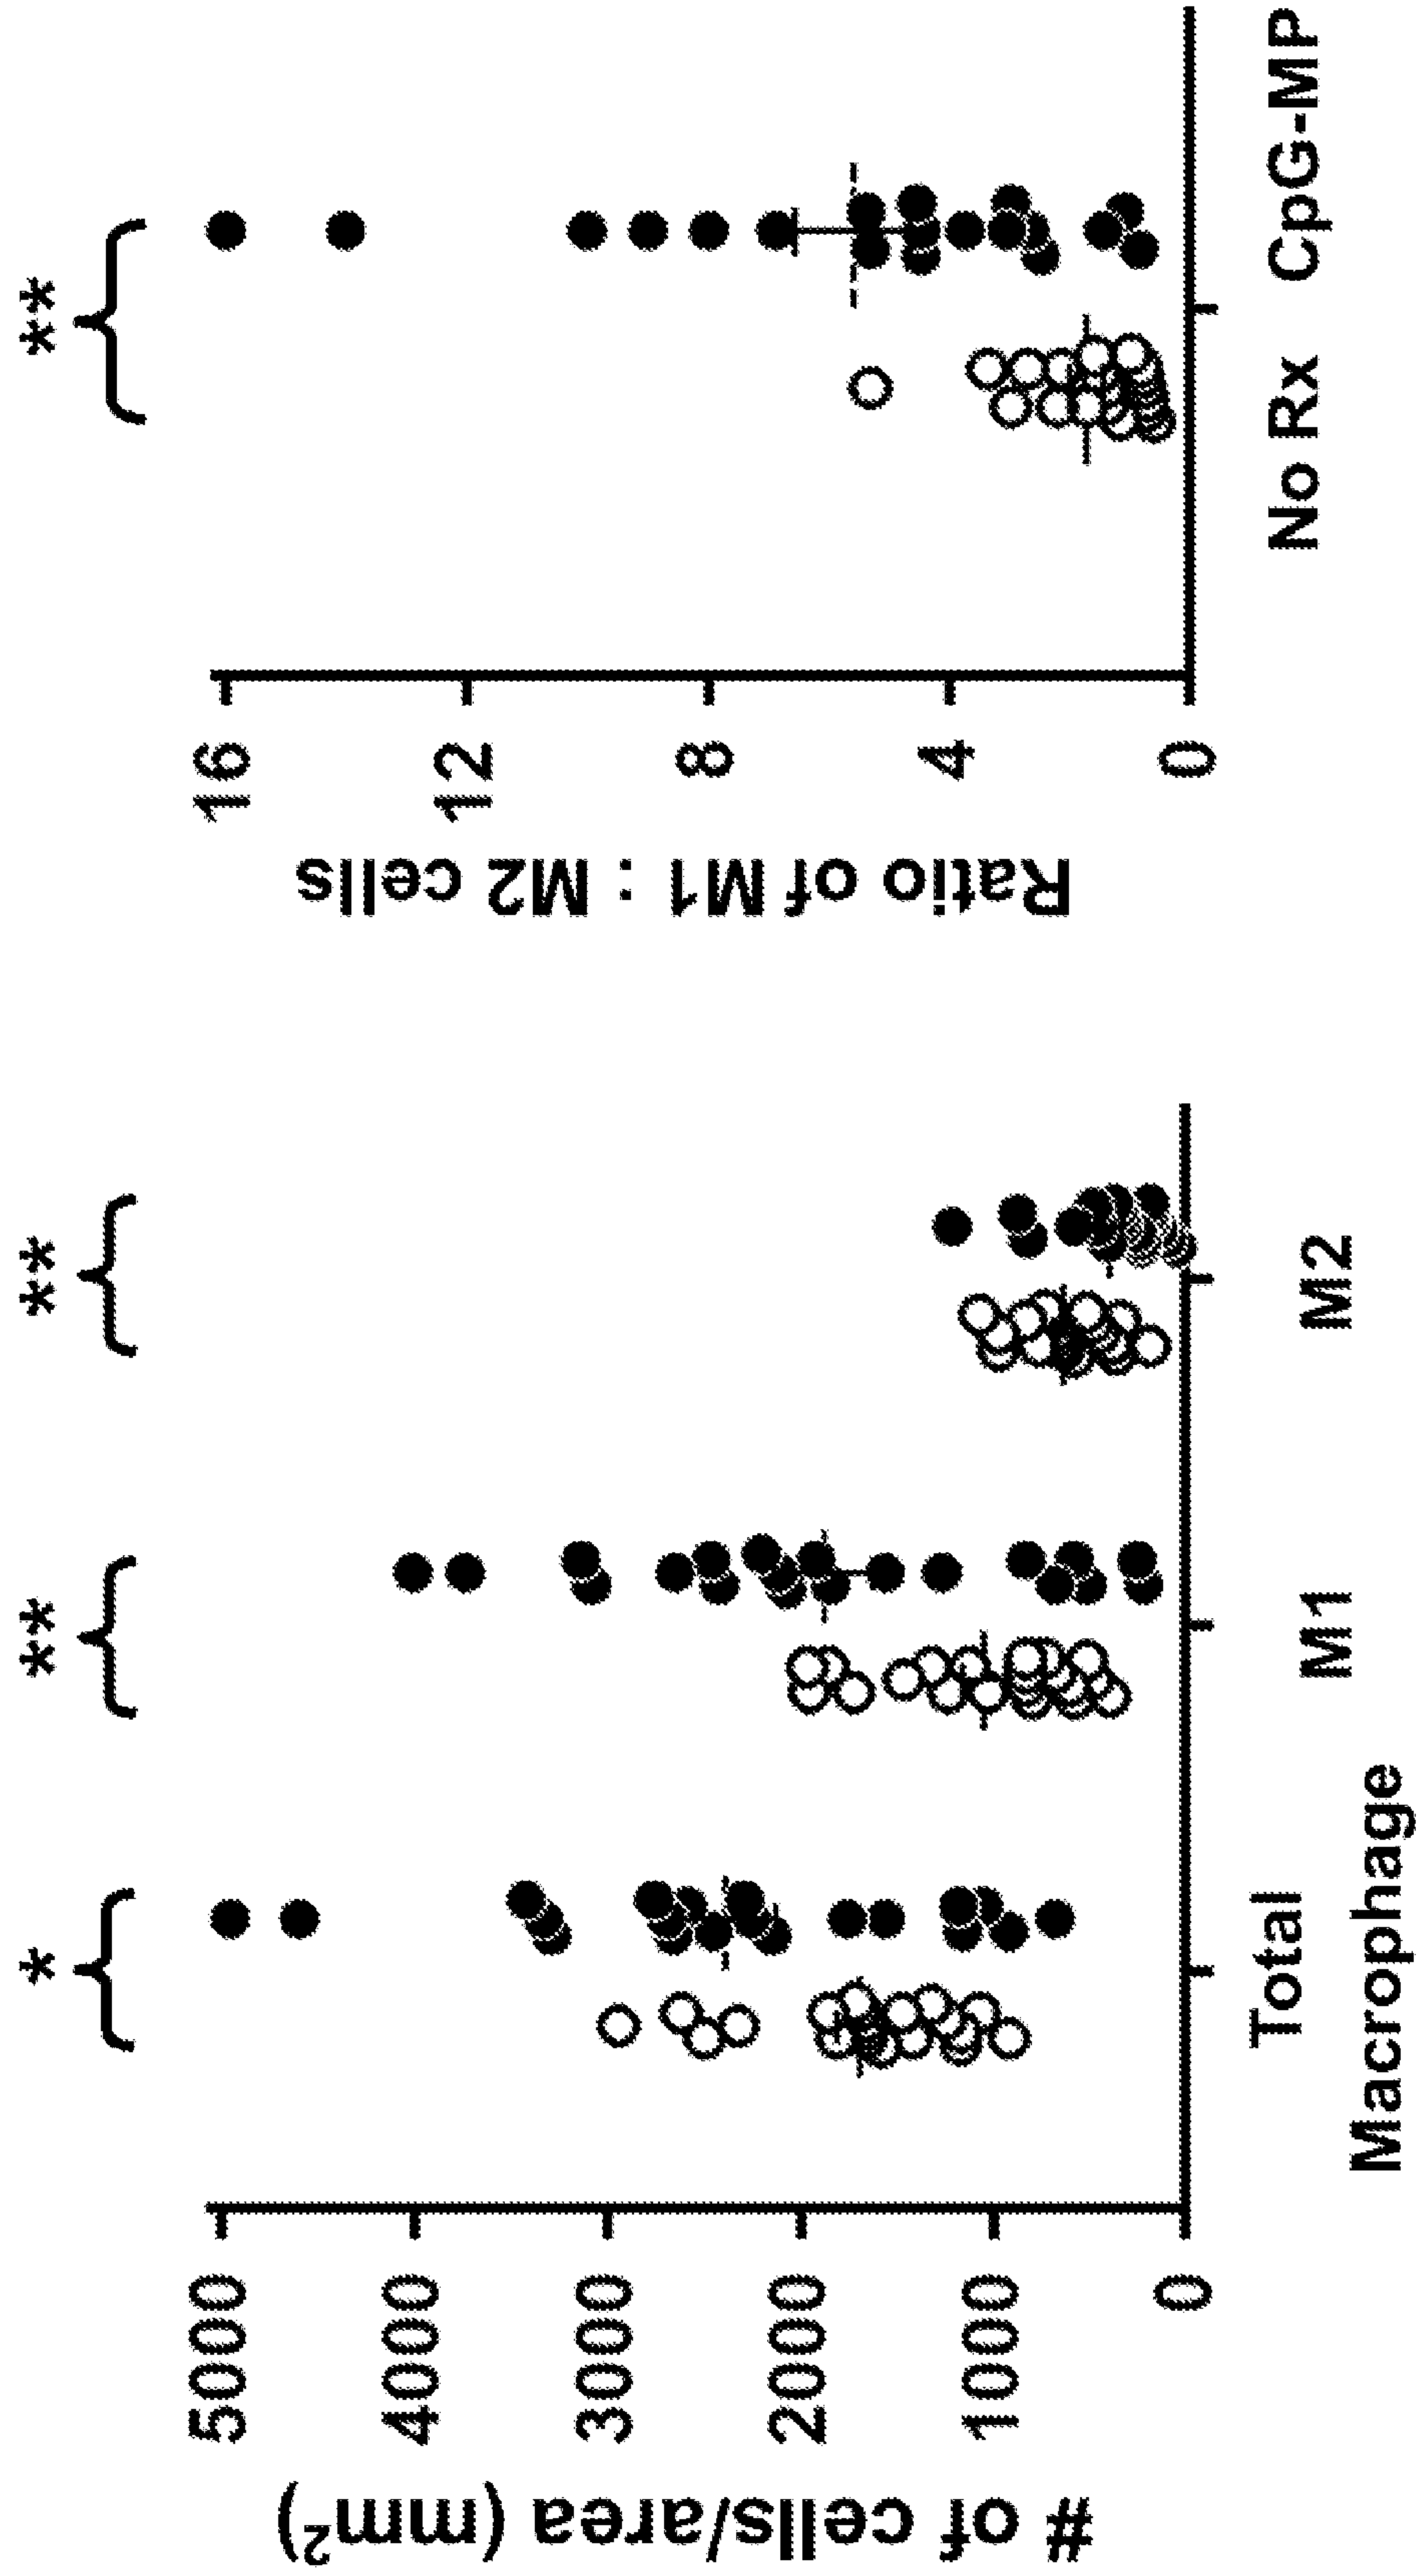 # of cells/area (mm²)
5000
4000
3000
2000
1000
0
*
**
**
Total
Macrophage
M1
M2
Ratio of M1 : M2 cells
16
12
8
4
0
**
No Rx
CpG-MP